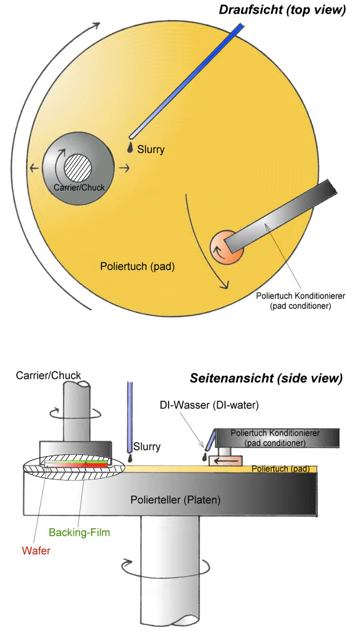 Draufsicht (top view)
Slurry
Carrier/Chuck
Poliertuch (pad)
Poliertuch Konditionierer
(pad conditioner)
Carrier/Chuck
Seitenansicht (side view)
DI-Wasser (DI-water)
Poliertuch Konditionierer
(pad conditioner)
Slurry
Poliertuch (pad)
Polierteller (Platen)
Backing-Film
Wafer